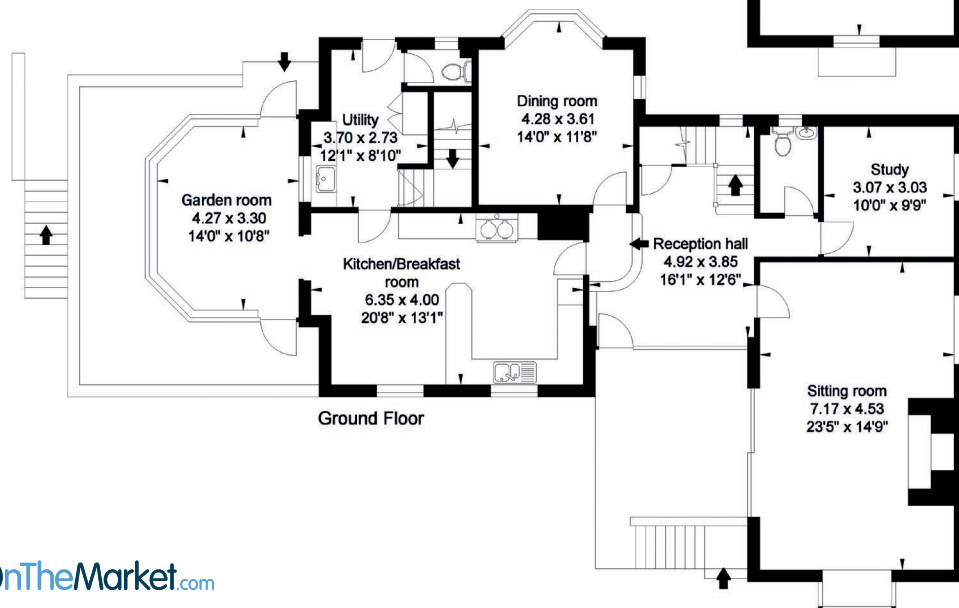 Dining room
4.28 x 3.61
14'0" x 11'8"
Utility
3.70 x 2.73
12'1" x 8'10"
Study
3.07 x 3.03
10'0" x 9'9"
Garden room
4.27 x 3.30
14'0" x 10'8"
Reception hall
4.92 x 3.85
16'1" x 12'6"
Kitchen/Breakfast
room
6.35 x 4.00
20'8" x 13'1"
Sitting room
7.17 x 4.53
23'5" x 14'9"
Ground Floor
nTheMarket.com